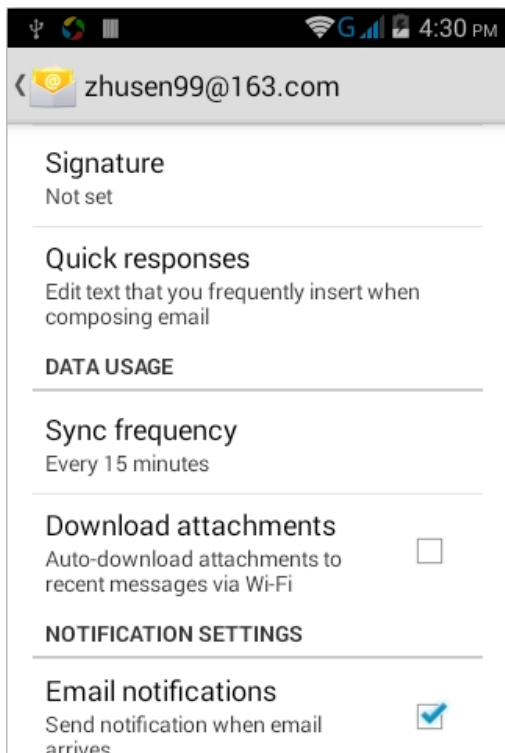 G 4:30 PM
zhusen99@163.com
Signature
Not set
Quick responses
Edit text that you frequently insert when
composing email
DATA USAGE
Sync frequency
Every 15 minutes
Download attachments
Auto-download attachments to
recent messages via Wi-Fi
NOTIFICATION SETTINGS
Email notifications
Send notification when email
arrives